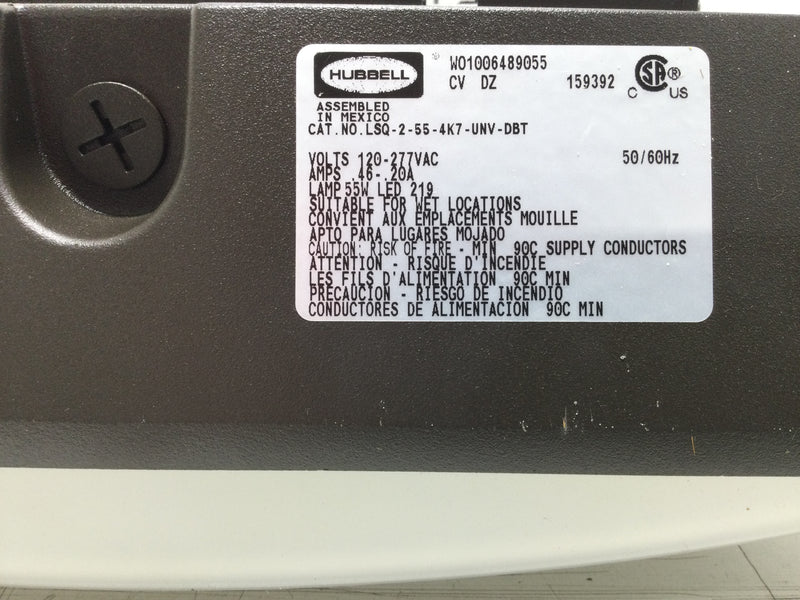 HUBBELL
WO1006489055
CV DZ 159392
C SA ® C US
ASSEMBLED
IN MEXICO
CAT.NO.LSQ-2-55-4K7-UNV-DBT
VOLTS 120-277VAC 50/60Hz
AMPS .46-.20A
LAMP 55W LED 219
SUITABLE FOR WET LOCATIONS
CONVIENT AUX EMPLACEMENTS MOUILLE
APTO PARA LUGARES MOJADO
CAUTION: RISK OF FIRE - MIN 90C SUPPLY CONDUCTORS
ATTENTION - RISQUE D'INCENDIE
LES FILS D'ALIMENTATION 90C MIN
PRECAUCION - RIESGO DE INCENDIO
CONDUCTORES DE ALIMENTACION 90C MIN